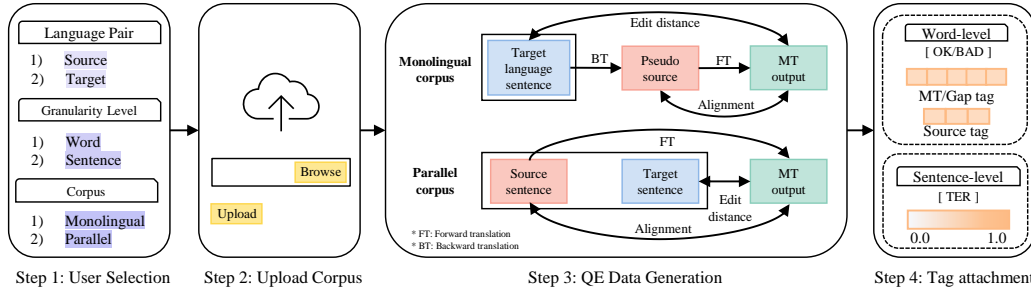 Language Pair
1) Source
2) Target
Granularity Level
1) Word
2) Sentence
Corpus
1) Monolingual
2) Parallel
Step 1: User Selection
Browse
Upload
Step 2: Upload Corpus
Edit distance
Monolingual
corpus
Target
language
sentence
BT
Pseudo
source
FT
MT
output
Alignment
FT
Parallel
corpus
Source
sentence
Target
sentence
MT
output
Edit
distance
Alignment
* FT: Forward translation
* BT: Backward translation
Step 3: QE Data Generation
Word-level
[ OK/BAD ]
MT/Gap tag
Source tag
Sentence-level
[ TER ]
0.0 1.0
Step 4: Tag attachment